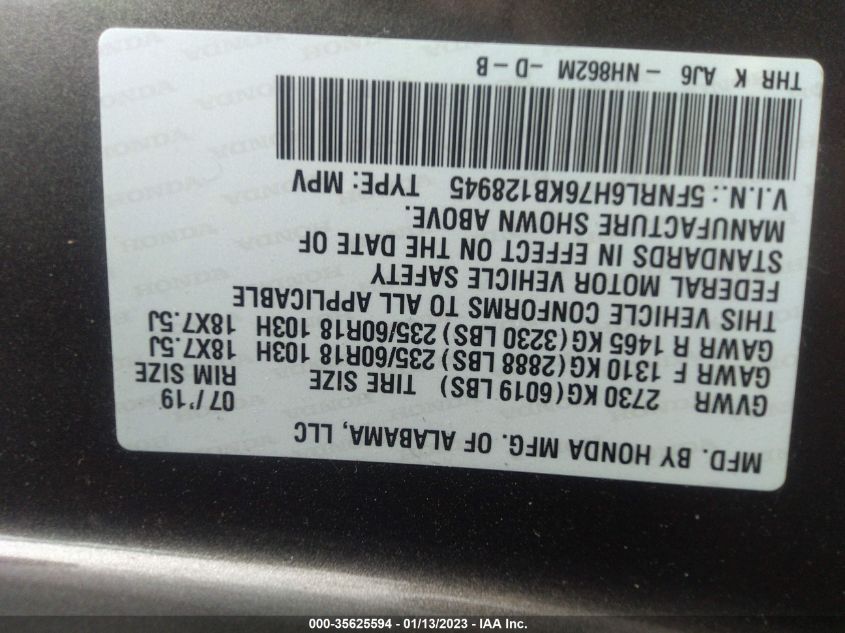 MFD. BY HONDA MFG. OF ALABAMA, LLC 07/'19
GVWR 2730 KG(6019 LBS) TIRE SIZE RIM SIZE
GAWR F 1310 KG(2888 LBS) 235/60R18 103H 18X7.5J
GAWR R 1465 KG(3230 LBS) 235/60R18 103H 18X7.5J
THIS VEHICLE CONFORMS TO ALL APPLICABLE
FEDERAL MOTOR VEHICLE SAFETY
STANDARDS IN EFFECT ON THE DATE OF
MANUFACTURE SHOWN ABOVE.
V.I.N.: 5FNRL6H76KB128945 TYPE: MPV
THR K AJ6 - NH862M - D - B
000-35625594 / 01/13/2023 - © IAA Inc.